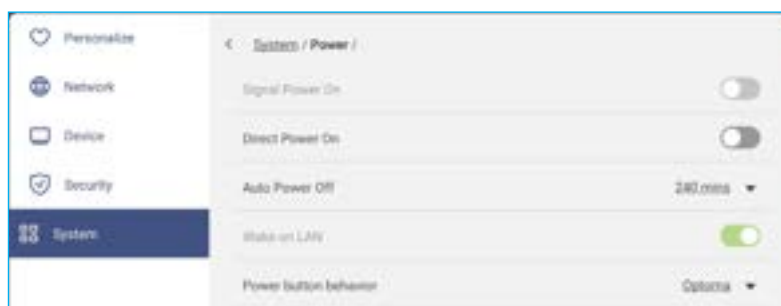 Personalize
Network
Device
Security
System
System / Power /
Signal Power On
Direct Power On
Auto Power Off 240 mins
Wake on LAN
Power button behavior Optoma